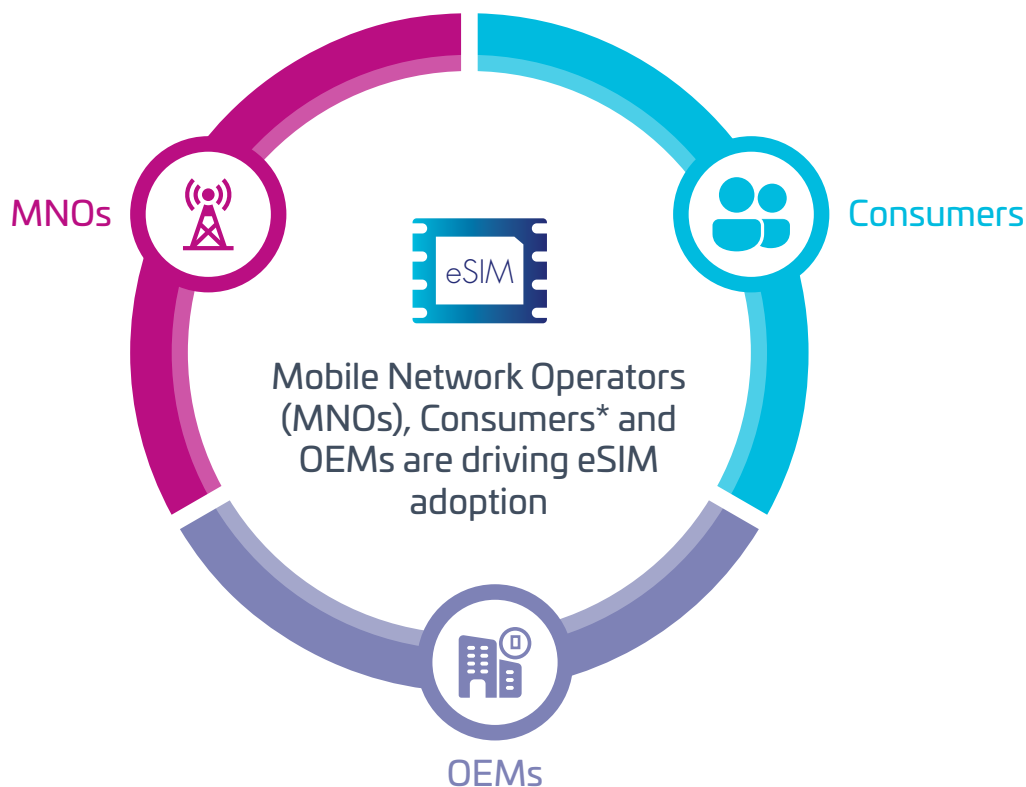 MNOs
Consumers
eSIM
Mobile Network Operators
(MNOs), Consumers* and
OEMs are driving eSIM
adoption
OEMs